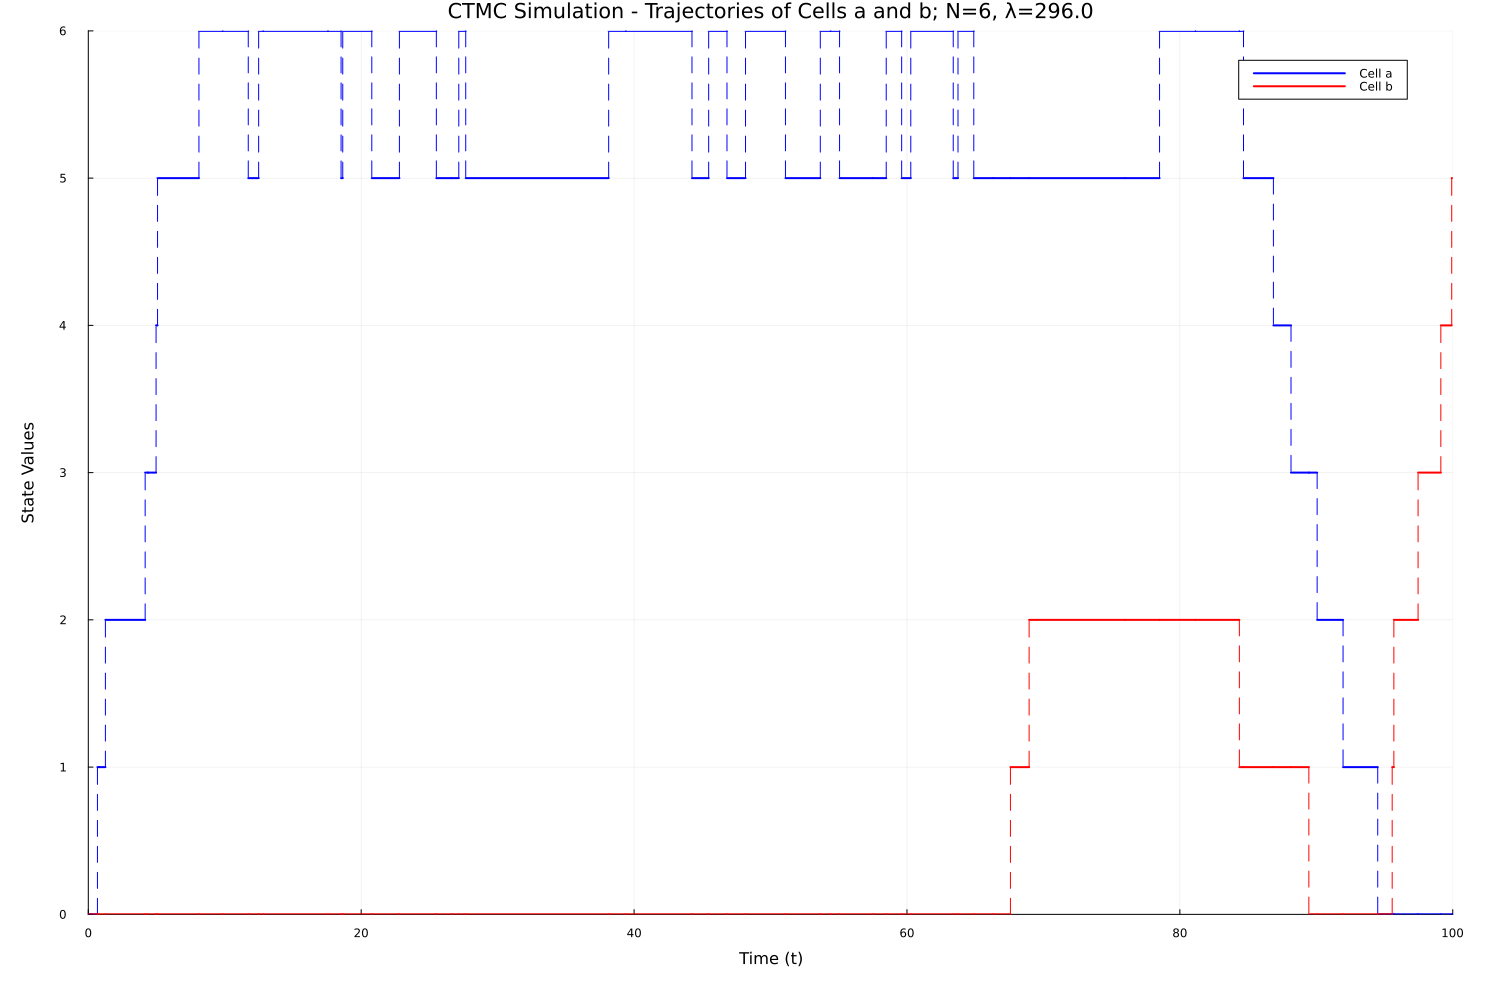 CTMC Simulation - Trajectories of Cells a and b; N=6, λ=296.0
6
Cell a
Cell b
5
4
State Values
3
2
1
0
0 20 40 60 80 100
Time (t)